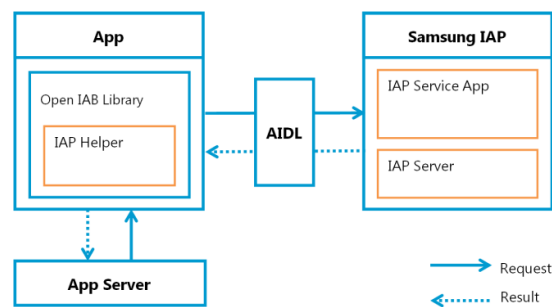 App
Open IAB Library
IAP Helper
AIDL
Samsung IAP
IAP Service App
IAP Server
App Server
Request
Result